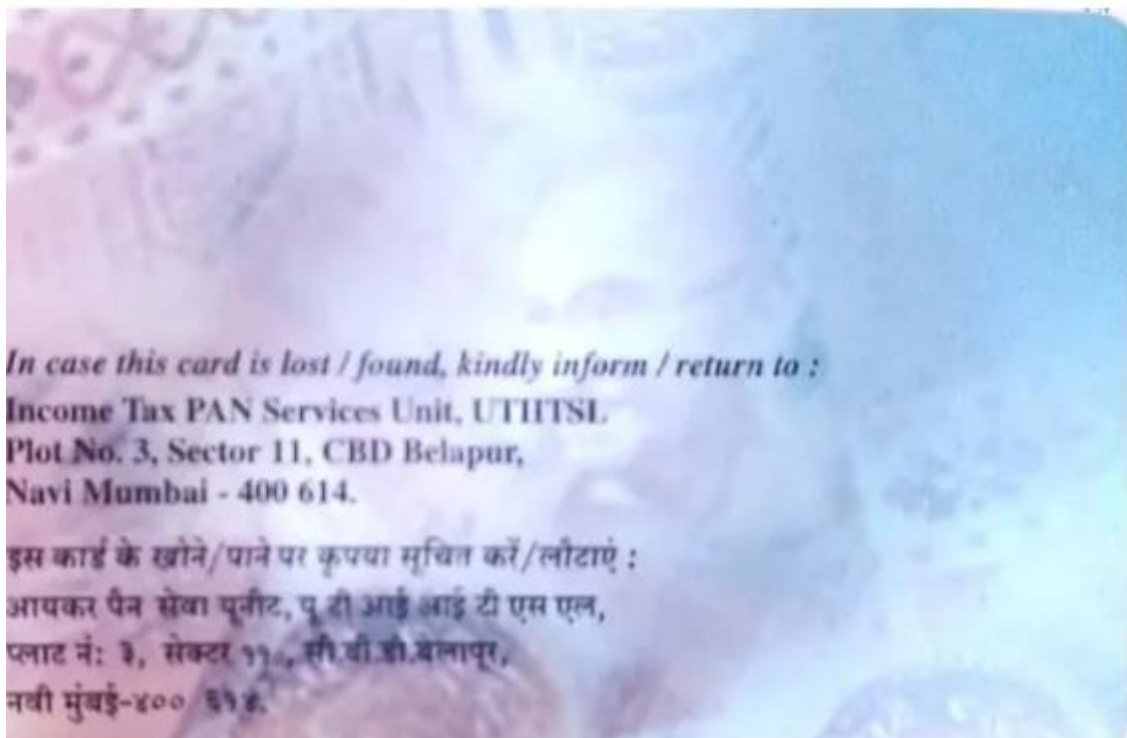 In case this card is lost / found, kindly inform / return to :
Income Tax PAN Services Unit, UTIITSL
Plot No. 3, Sector 11, CBD Belapur,
Navi Mumbai - 400 614.
इस कार्ड के खोने/पाने पर कृपया सूचित करें/लौटाएं :
आयकर पैन सेवा यूनीट, यू टी आई आई टी एस एल,
प्लाट नं: ३, सेक्टर ११ , सी.बी.डी.बेलापूर,
नवी मुंबई-४०० ६१४.